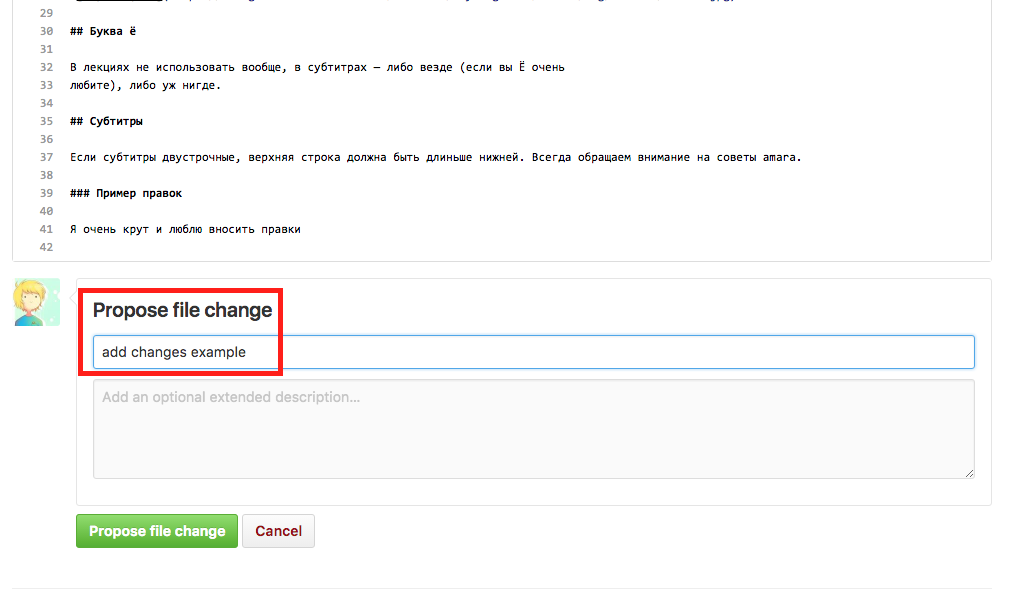 29
30 ## Буква ё
31
32 В лекциях не использовать вообще, в субтитрах — либо везде (если вы Ё очень
33 любите), либо уж нигде.
34
35 ## Субтитры
36
37 Если субтитры двустрочные, верхняя строка должна быть длиньше нижней. Всегда обращаем внимание на советы amara.
38
39 ### Пример правок
40
41 Я очень крут и люблю вносить правки
42
Propose file change
add changes example
Add an optional extended description...
Propose file change Cancel